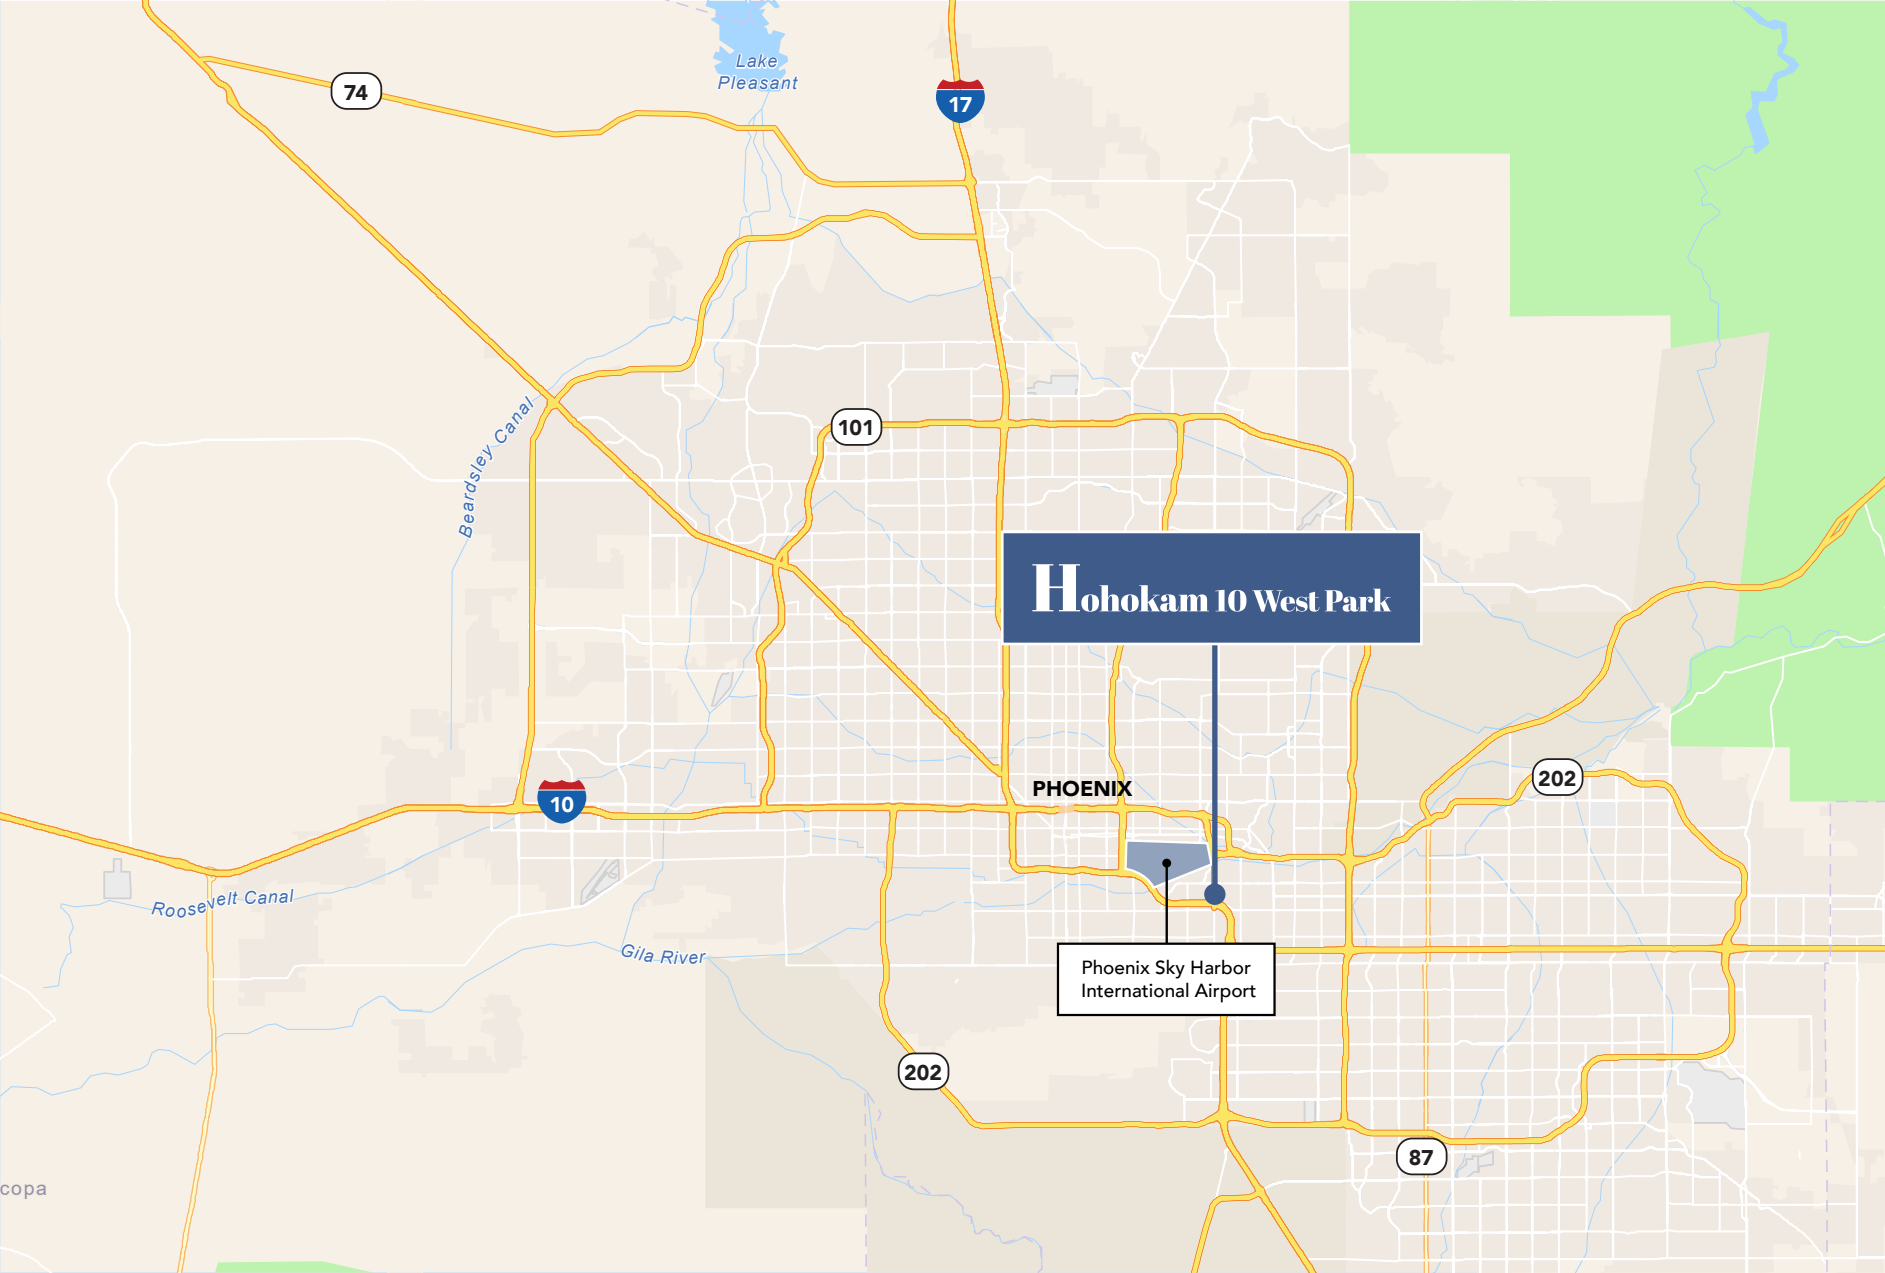 Lake
Pleasant
74
17
101
Beardsley Canal
Hohokam 10 West Park
202
PHOENIX
10
Roosevelt Canal
Gila River
Phoenix Sky Harbor
International Airport
202
87
copa